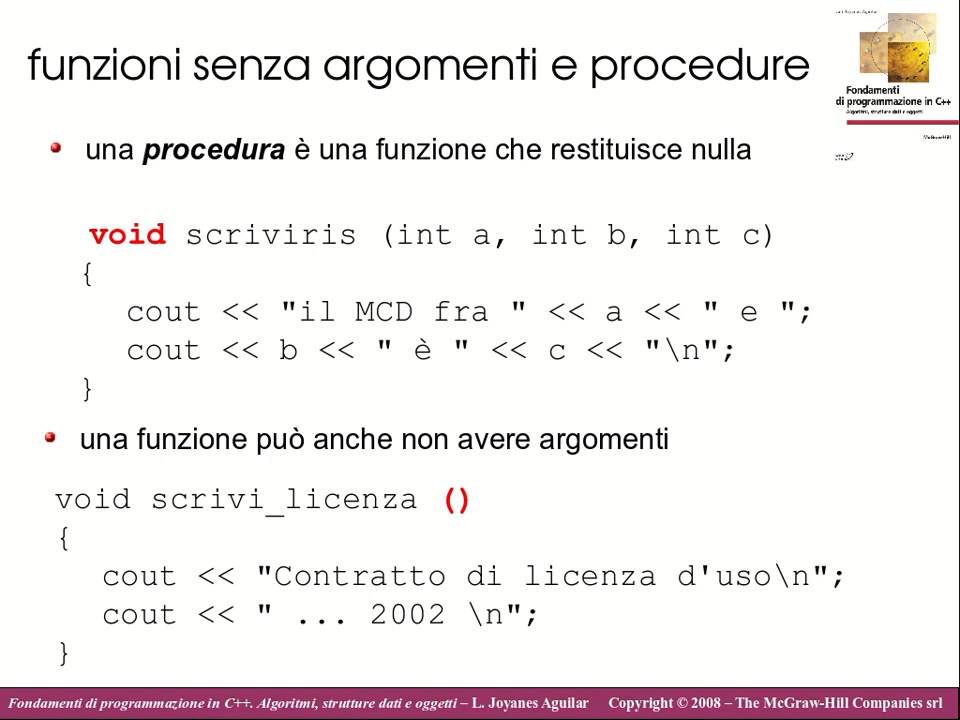 funzioni senza argomenti e procedure
Fondamenti
di programmazione in C++
Algoritmi, strutture dati e oggetti
McGraw-Hill
una procedura è una funzione che restituisce nulla
void scriviris (int a, int b, int c)
{
cout << "il MCD fra " << a << " e ";
cout << b << " è " << c << "\n";
}
una funzione può anche non avere argomenti
void scrivi_licenza ()
{
cout << "Contratto di licenza d'uso\n";
cout << " ... 2002 \n";
}
Fondamenti di programmazione in C++. Algoritmi, strutture dati e oggetti – L. Joyanes Aguilar Copyright © 2008 – The McGraw-Hill Companies srl